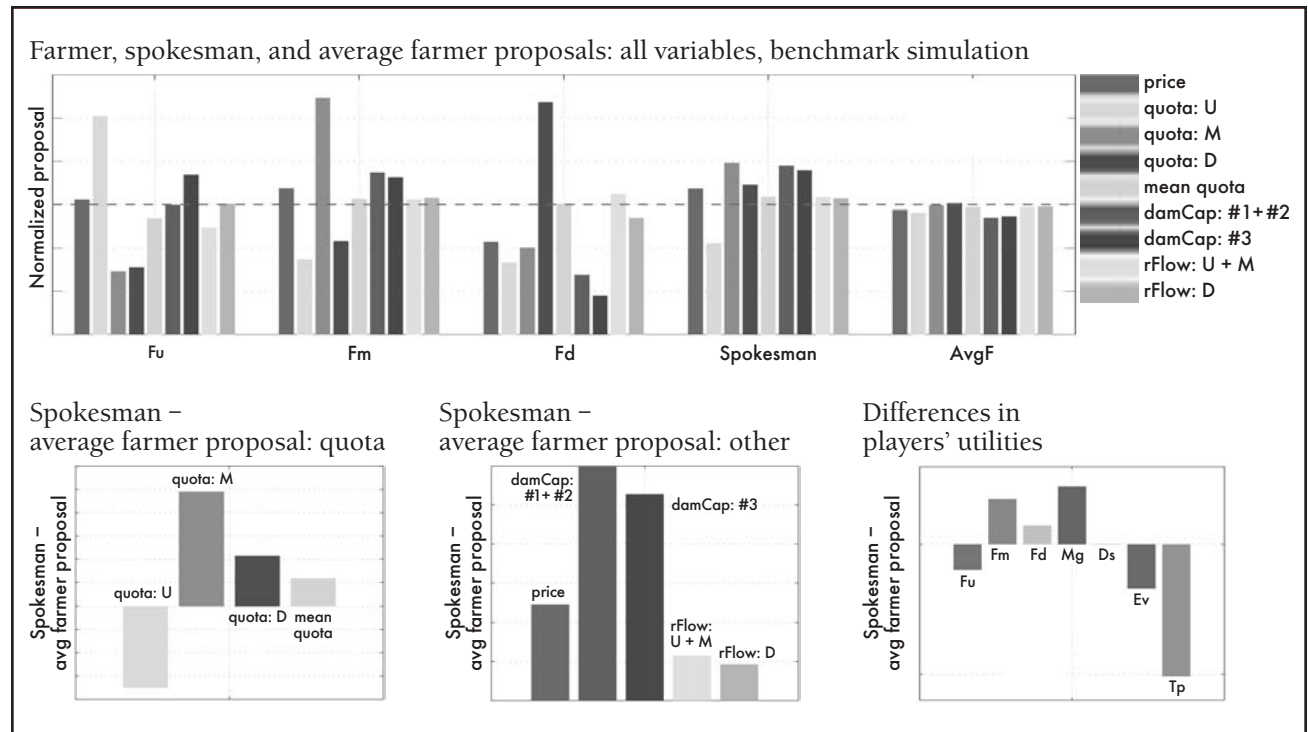 Farmer, spokesman, and average farmer proposals: all variables, benchmark simulation
Normalized proposal
Fu
Fm
Fd
Spokesman
AvgF
price
quota: U
quota: M
quota: D
mean quota
damCap: #1+#2
damCap: #3
rFlow: U + M
rFlow: D
Spokesman –
average farmer proposal: quota
Spokesman –
avg farmer proposal
quota: U
quota: M
quota: D
mean
quota
Spokesman –
average farmer proposal: other
Spokesman –
avg farmer proposal
price
damCap:
#1+ #2
damCap: #3
rFlow:
U + M
rFlow: D
Differences in
players’ utilities
Spokesman –
avg farmer proposal
Fu
Fm
Fd
Mg
Ds
Ev
Tp